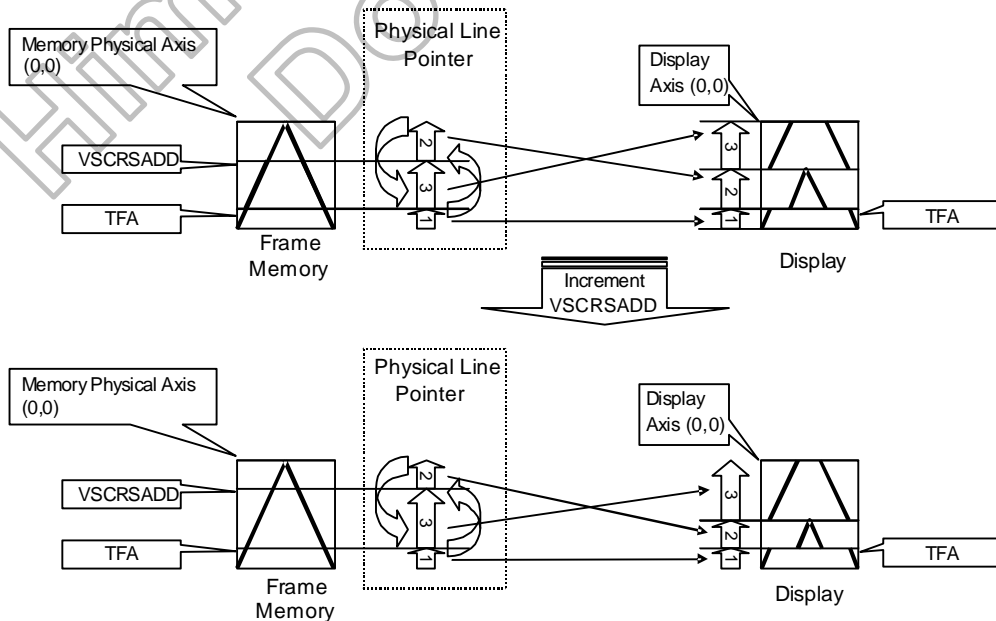 Physical Line
Pointer
Memory Physical Axis
(0,0)
Display
Axis (0,0)
VSCRSADD
TFA
2
3
1
3
2
1
TFA
Frame
Memory
Display
Increment
VSCRSADD
Physical Line
Pointer
Memory Physical Axis
(0,0)
Display
Axis (0,0)
VSCRSADD
TFA
2
3
1
3
2
1
TFA
Frame
Memory
Display